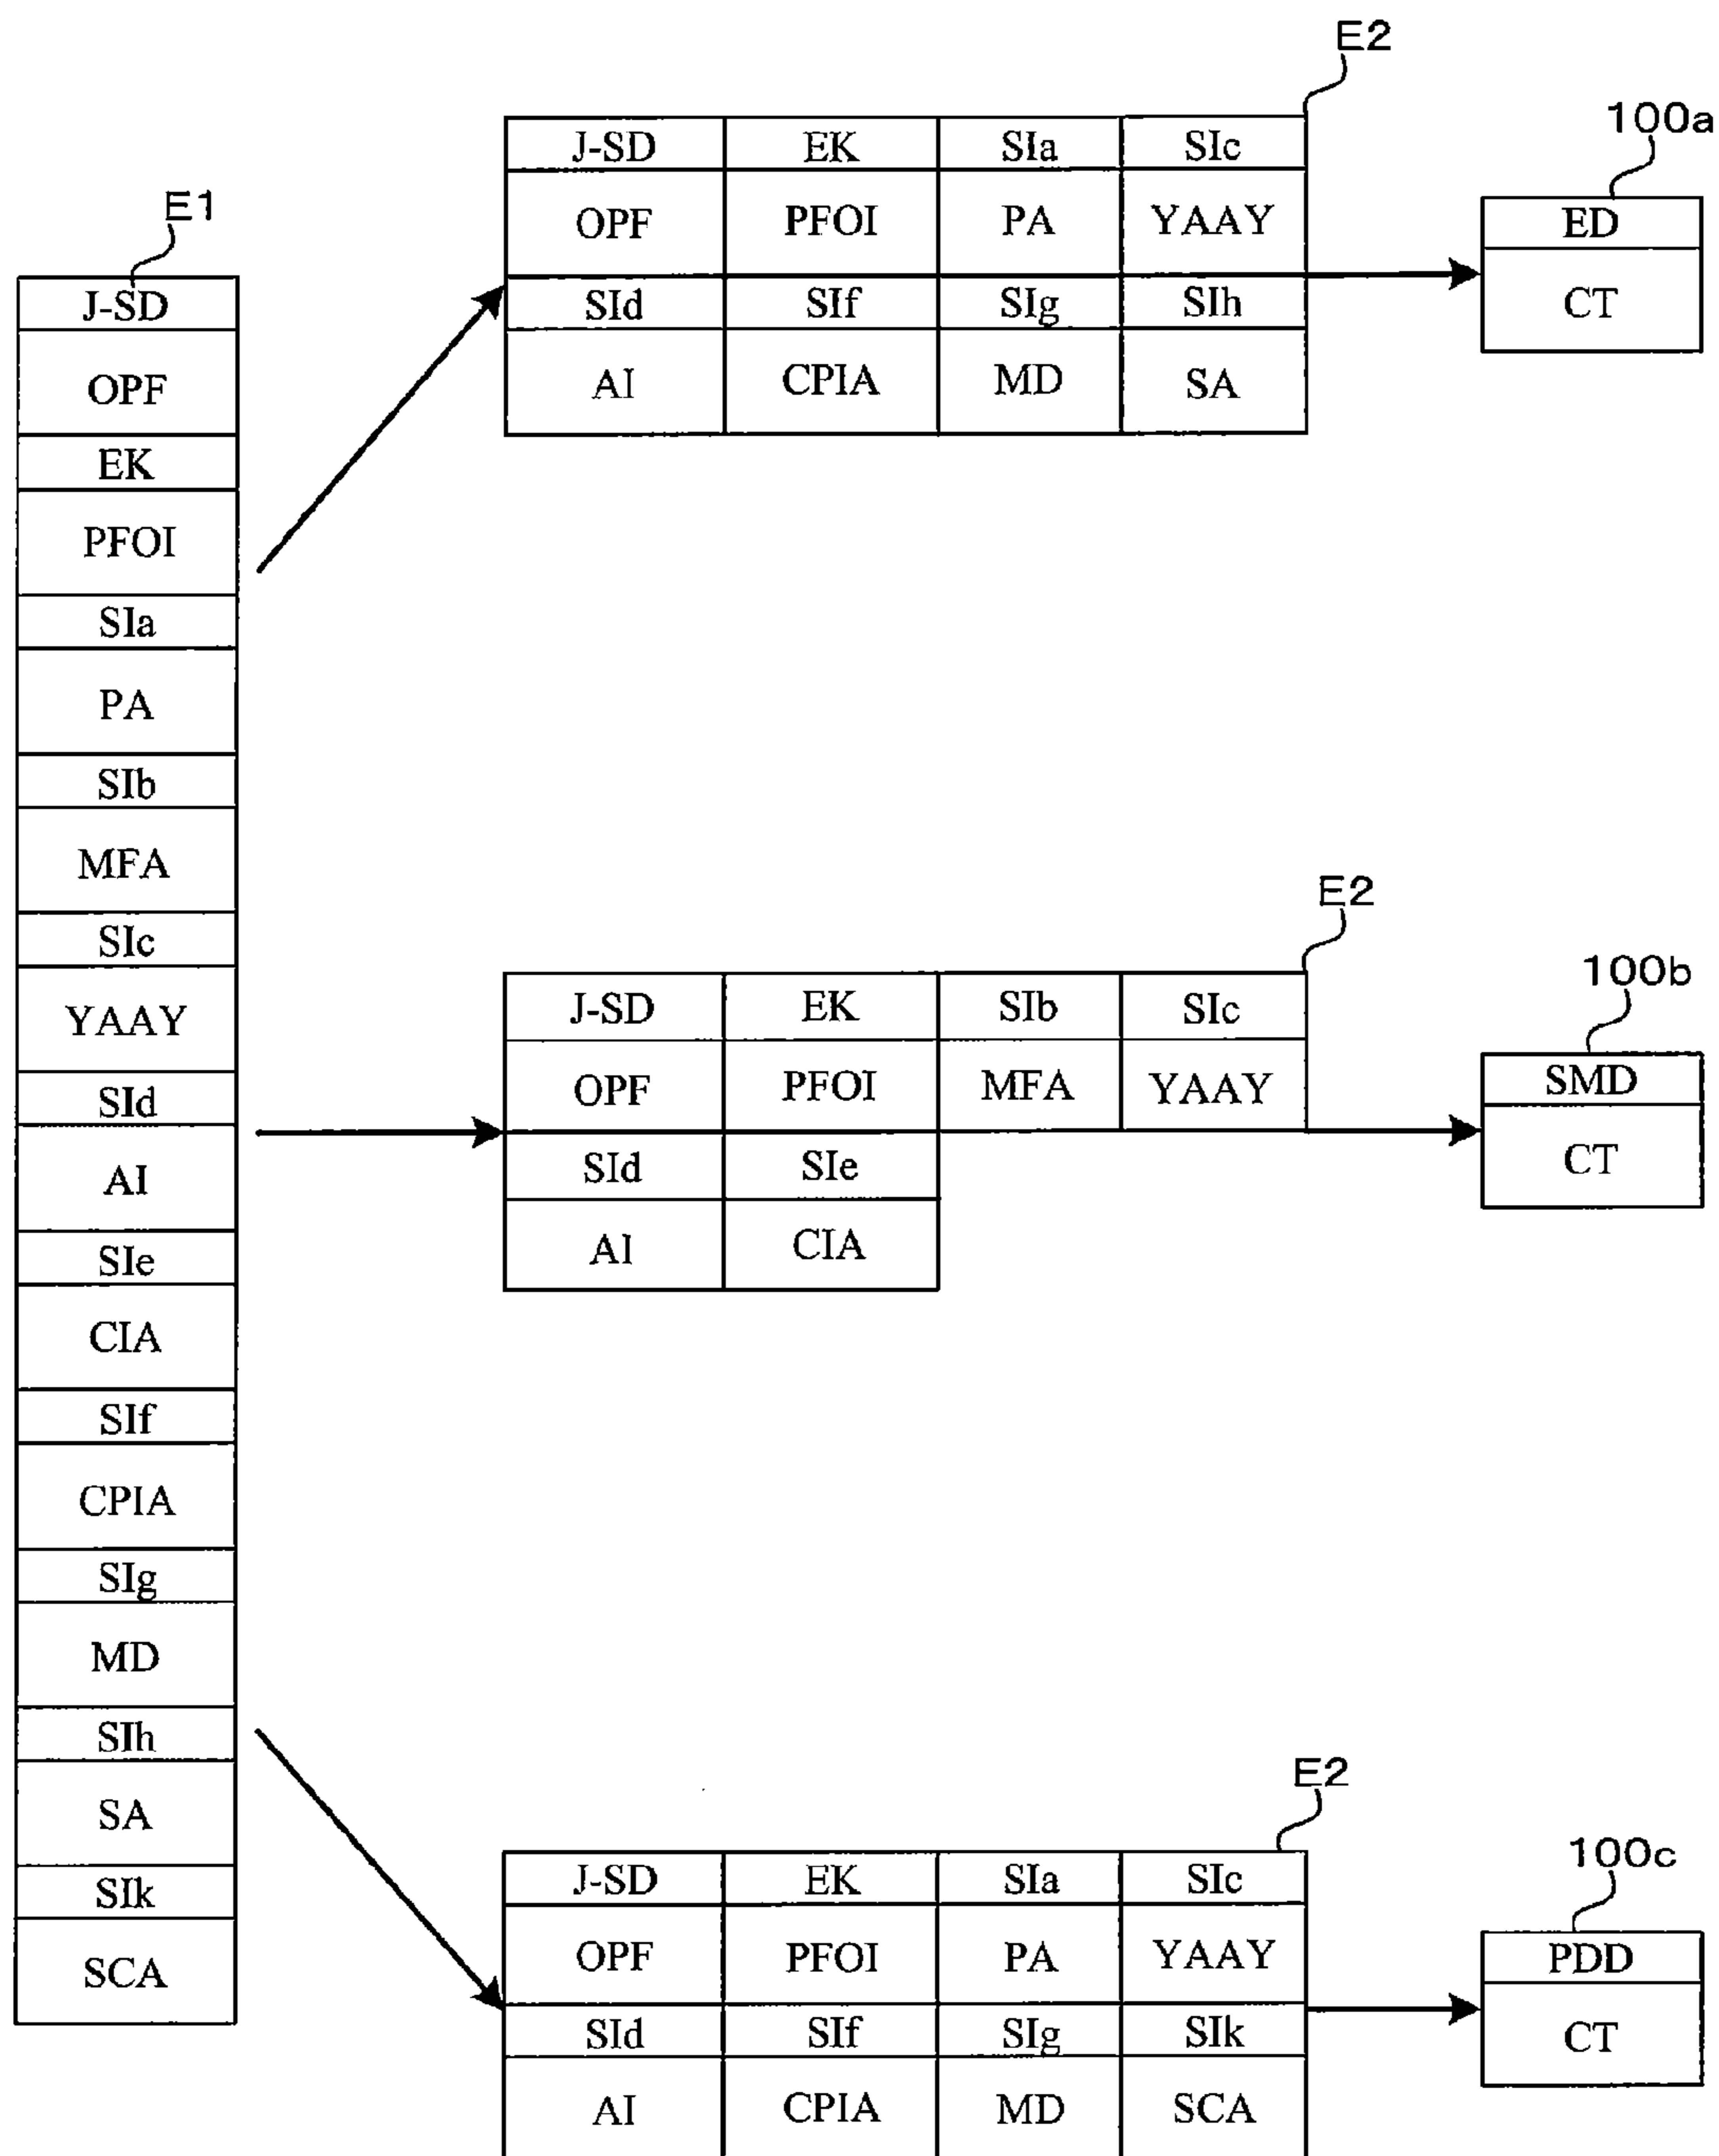 E1
J-SD
OPF
EK
PFOI
SIa
PA
SIb
MFA
SIc
YAAY
SId
AI
SIe
CIA
SIf
CPIA
SIg
MD
SIh
SA
SIk
SCA
E2
J-SD EK SIa SIc
OPF PFOI PA YAAY
SId SIf SIg SIh
AI CPIA MD SA
100a
ED
CT
E2
J-SD EK SIb SIc
OPF PFOI MFA YAAY
SId SIe
AI CIA
100b
SMD
CT
E2
J-SD EK SIa SIc
OPF PFOI PA YAAY
SId SIf SIg SIk
AI CPIA MD SCA
100c
PDD
CT